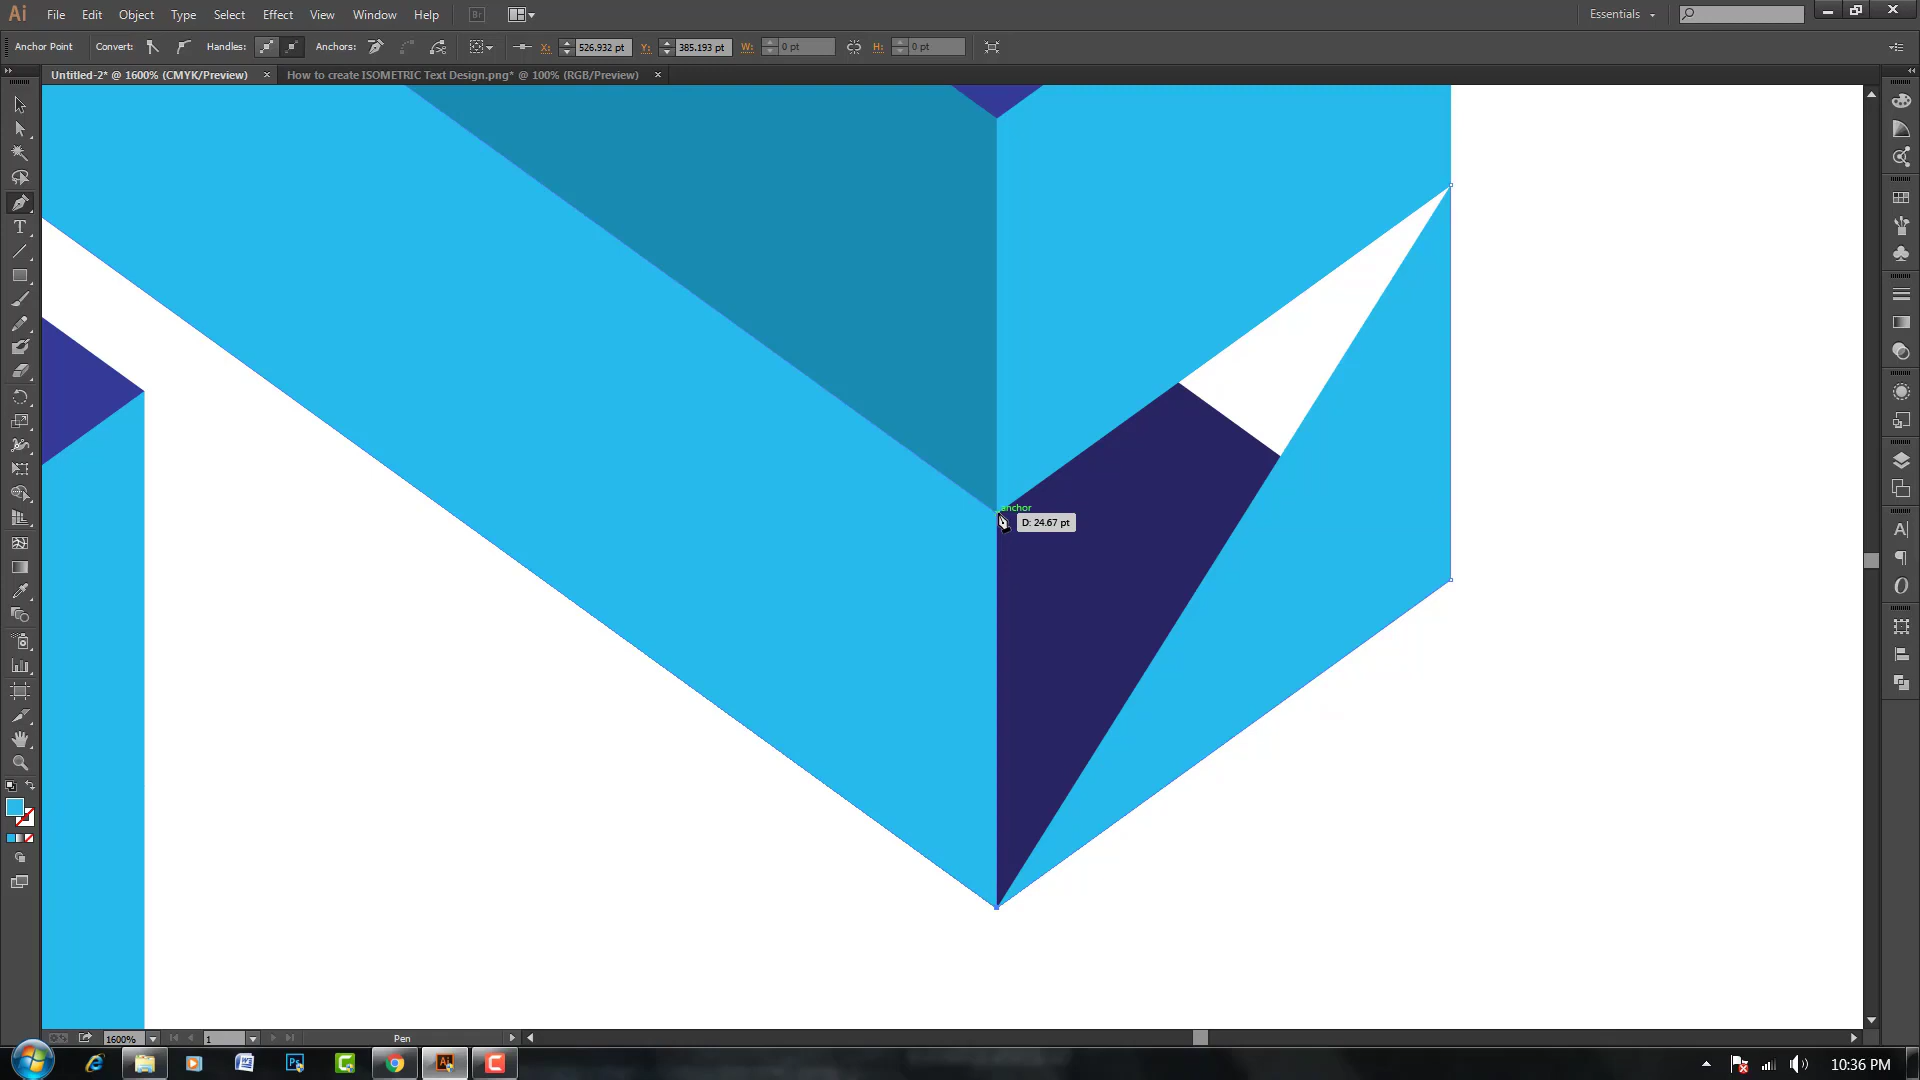 Ai File Edit Object Type Select Effect View Window Help Br Essentials
Anchor Point Convert: Handles: Anchors: X: 526.932 pt Y: 385.193 pt W: 0 pt H: 0 pt
Untitled-2* @ 1600% (CMYK/Preview) × How to create ISOMETRIC Text Design.png* @ 100% (RGB/Preview) ×
anchor
D: 24.67 pt
1600% 1 Pen
10:36 PM